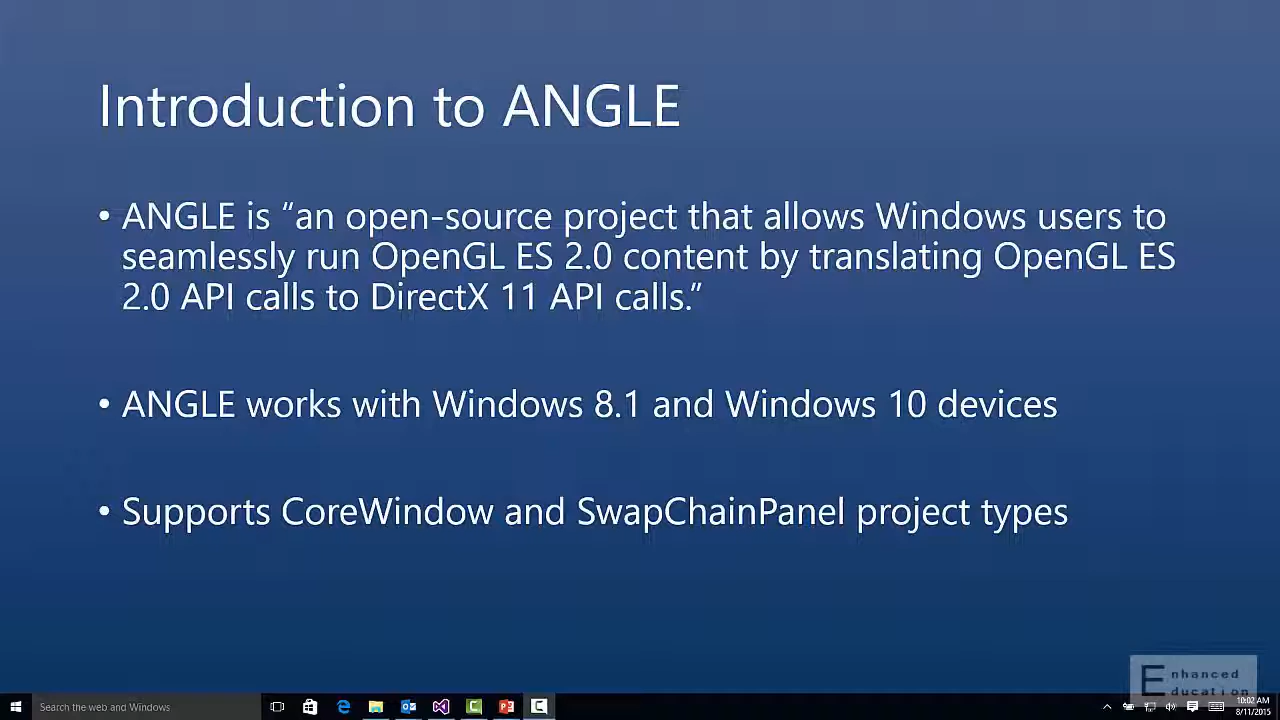 Introduction to ANGLE
• ANGLE is “an open-source project that allows Windows users to
seamlessly run OpenGL ES 2.0 content by translating OpenGL ES
2.0 API calls to DirectX 11 API calls.”
• ANGLE works with Windows 8.1 and Windows 10 devices
• Supports CoreWindow and SwapChainPanel project types
Enhanced
Education
Search the web and Windows
10:02 AM
8/11/2015